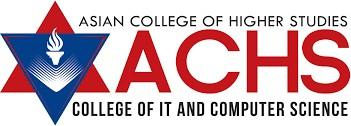 ASIAN COLLEGE OF HIGHER STUDIES
ACHS
COLLEGE OF IT AND COMPUTER SCIENCE